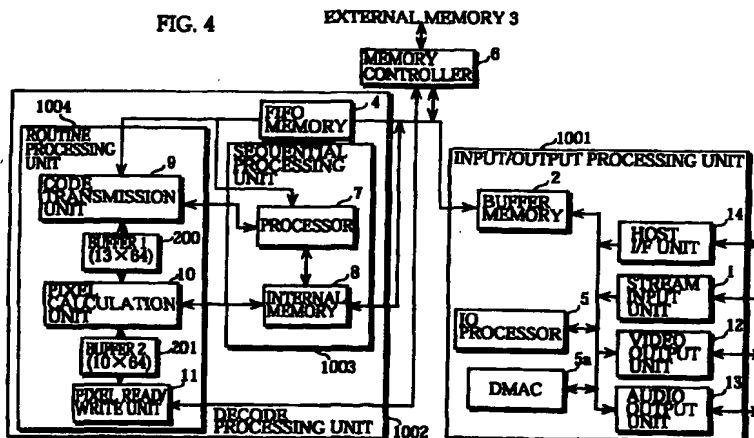 FIG. 4
EXTERNAL MEMORY 3
MEMORY
CONTROLLER
6
1004
ROUTINE
PROCESSING
UNIT
9
CODE
TRANSMISSION
UNIT
BUFFER 1
(13×64)
200
10
PIXEL
CALCULATION
UNIT
BUFFER 2
(10×64)
201
11
PIXEL READ/
WRITE UNIT
FIFO
MEMORY
4
SEQUENTIAL
PROCESSING
UNIT
7
PROCESSOR
8
INTERNAL
MEMORY
1003
DECODE
PROCESSING UNIT
1002
1001
INPUT/OUTPUT PROCESSING UNIT
2
BUFFER
MEMORY
5
IO
PROCESSOR
5a
DMAC
14
HOST
I/F UNIT
1
STREAM
INPUT
UNIT
12
VIDEO
OUTPUT
UNIT
13
AUDIO
OUTPUT
UNIT